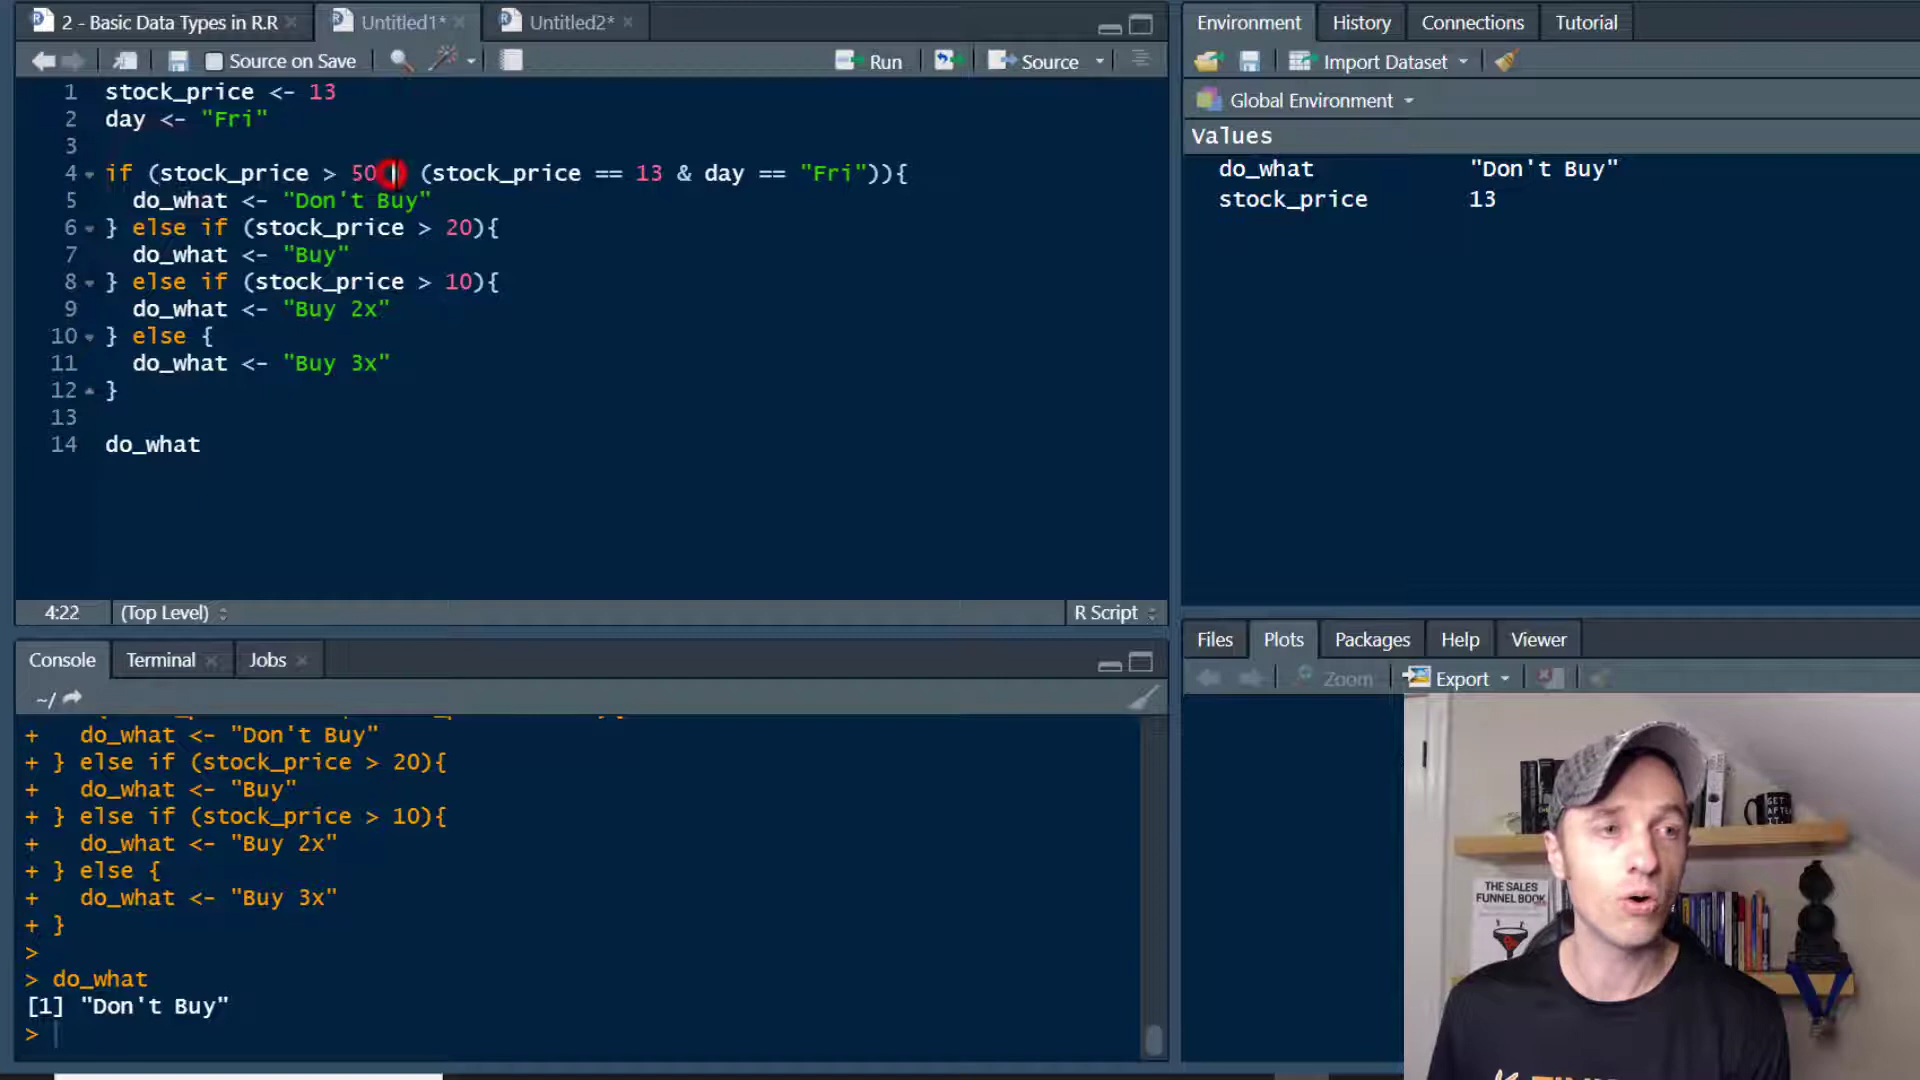 2 - Basic Data Types in R.R
Untitled1*
Untitled2*
Source on Save
Run
Source
1 stock_price <- 13
2 day <- "Fri"
3
4 if (stock_price > 50 | (stock_price == 13 & day == "Fri")){
5 do_what <- "Don't Buy"
6 } else if (stock_price > 20){
7 do_what <- "Buy"
8 } else if (stock_price > 10){
9 do_what <- "Buy 2x"
10 } else {
11 do_what <- "Buy 3x"
12 }
13
14 do_what
4:22 (Top Level) R Script
Console Terminal Jobs
~/
+ do_what <- "Don't Buy"
+ } else if (stock_price > 20){
+ do_what <- "Buy"
+ } else if (stock_price > 10){
+ do_what <- "Buy 2x"
+ } else {
+ do_what <- "Buy 3x"
+ }
>
> do_what
[1] "Don't Buy"
>
Environment History Connections Tutorial
Import Dataset
Global Environment
Values
do_what "Don't Buy"
stock_price 13
Files Plots Packages Help Viewer
Zoom Export
GET
AFTER
IT.
THE SALES
FUNNEL BOOK